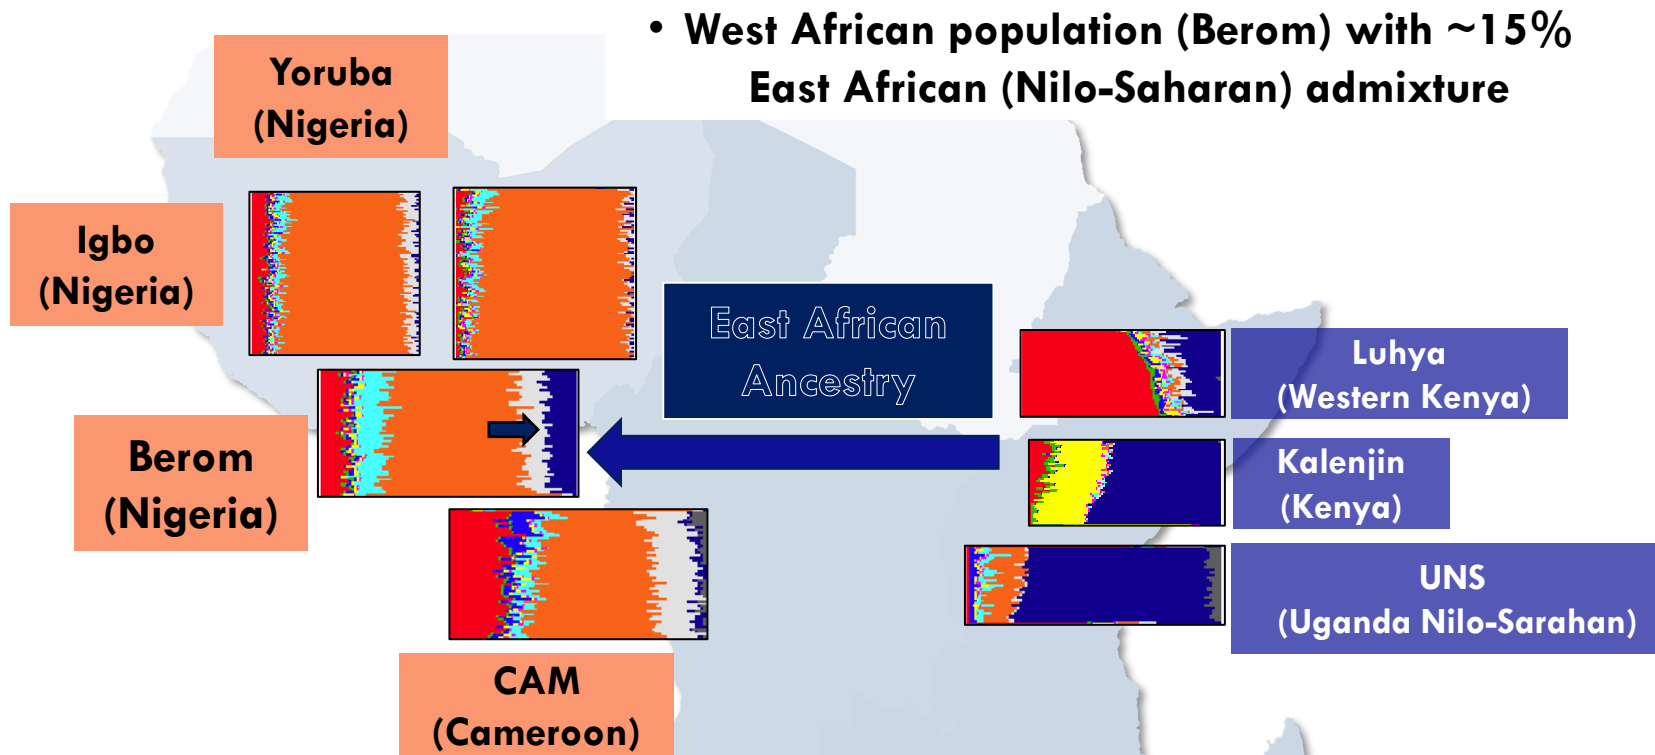 • West African population (Berom) with ~15%
East African (Nilo-Saharan) admixture
Yoruba
(Nigeria)
Igbo
(Nigeria)
East African
Ancestry
Luhya
(Western Kenya)
Berom
(Nigeria)
Kalenjin
(Kenya)
UNS
(Uganda Nilo-Sarahan)
CAM
(Cameroon)